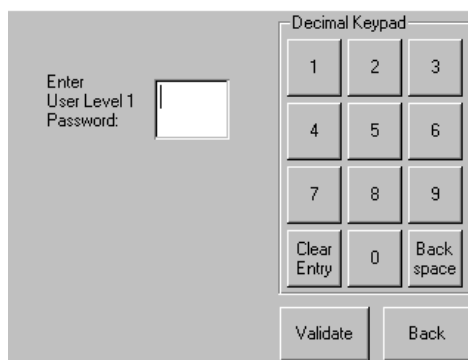 Decimal Keypad
Enter
User Level 1
Password:
1 2 3
4 5 6
7 8 9
Clear
Entry
0
Back
space
Validate
Back